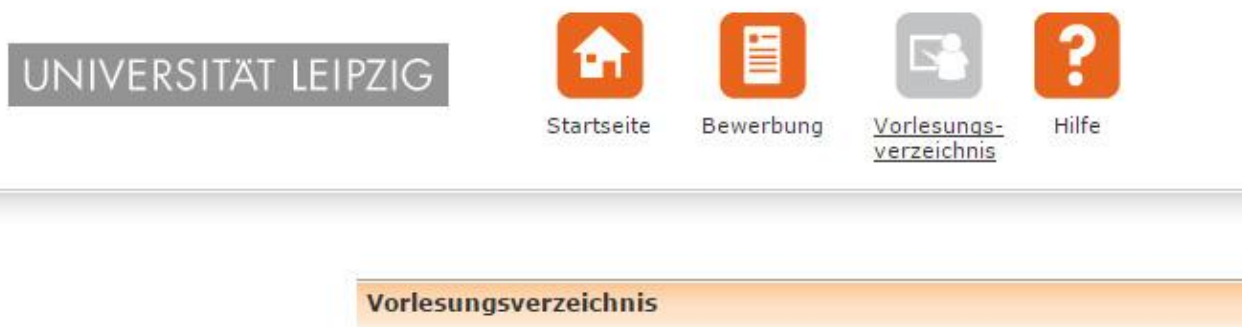 UNIVERSITÄT LEIPZIG
Startseite
Bewerbung
Vorlesungs-
verzeichnis
Hilfe
Vorlesungsverzeichnis